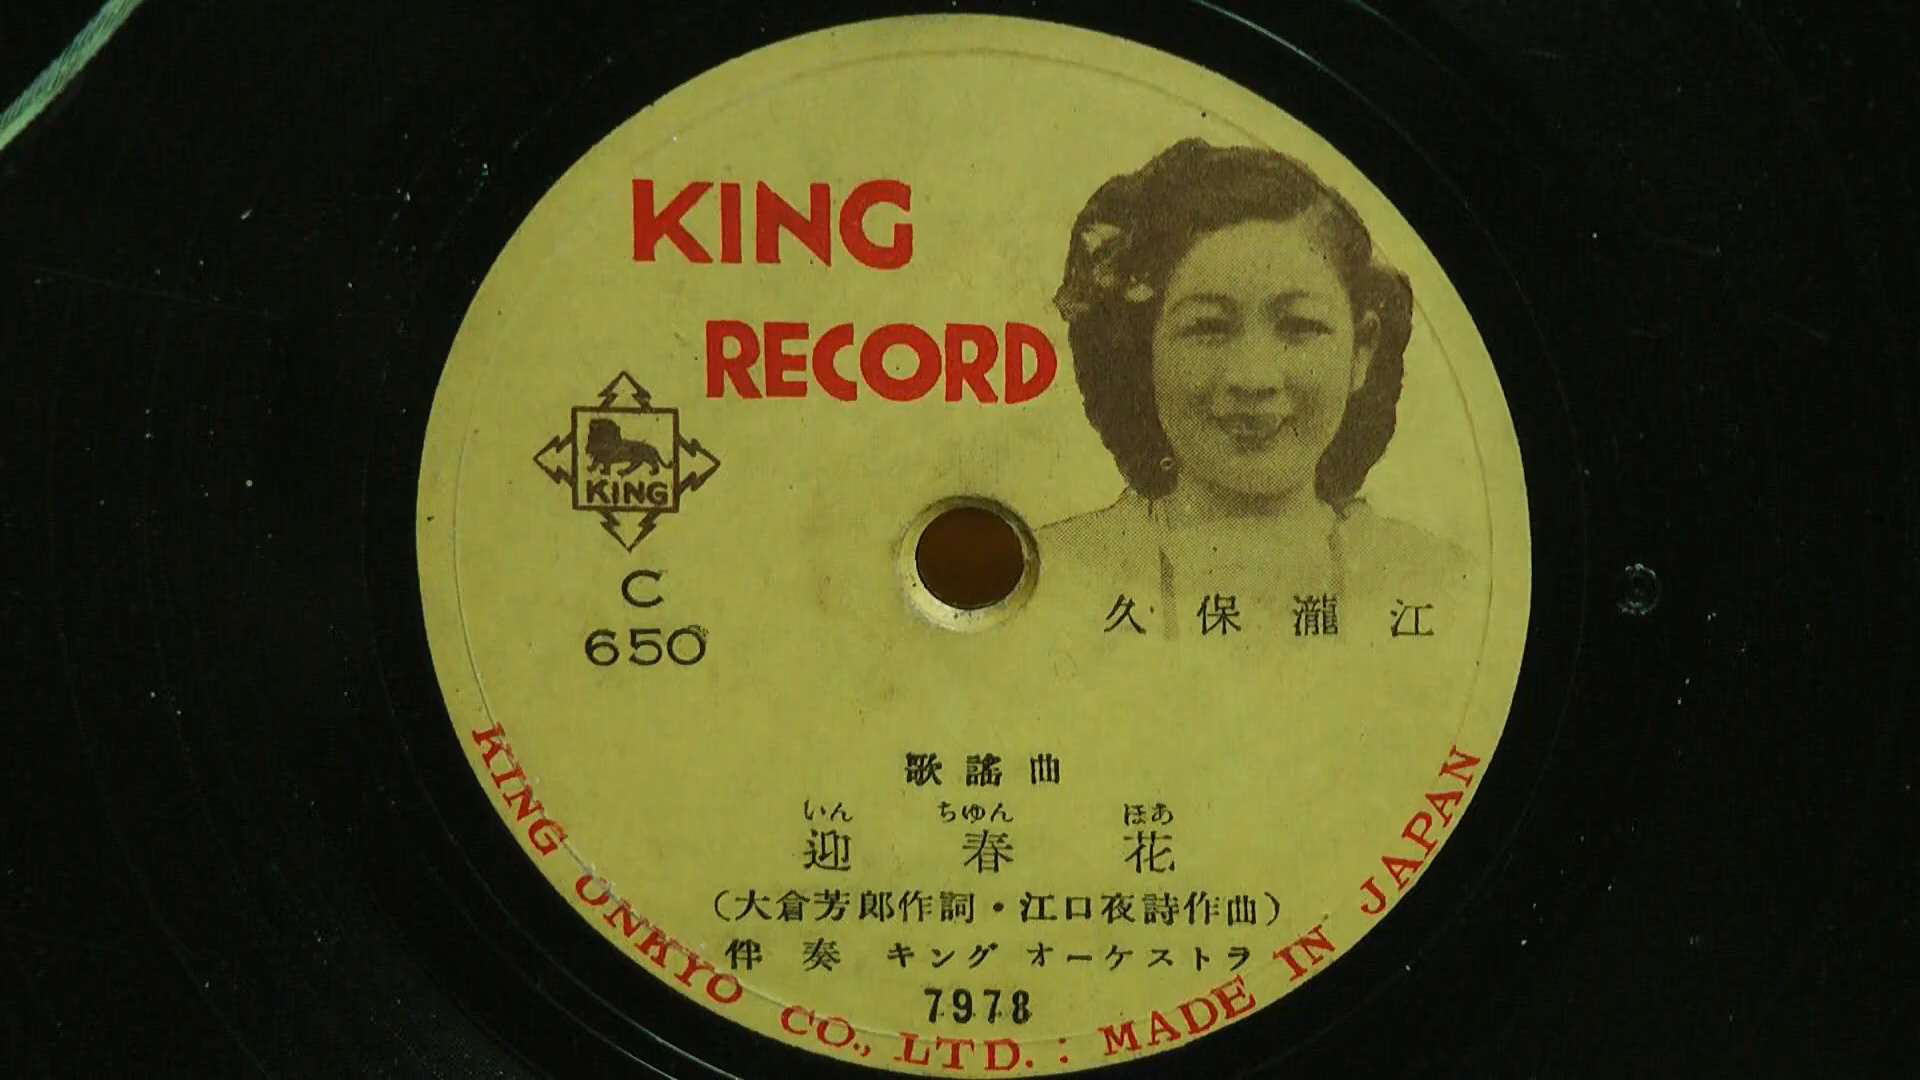 KING
RECORD
KING
C
650
久保瀧江
歌謠曲
いん ちゆん ほあ
迎春花
（大倉芳郎作詞・江口夜詩作曲）
伴奏 キング オーケストラ
7978
KING ONKYO CO., LTD. : MADE IN JAPAN